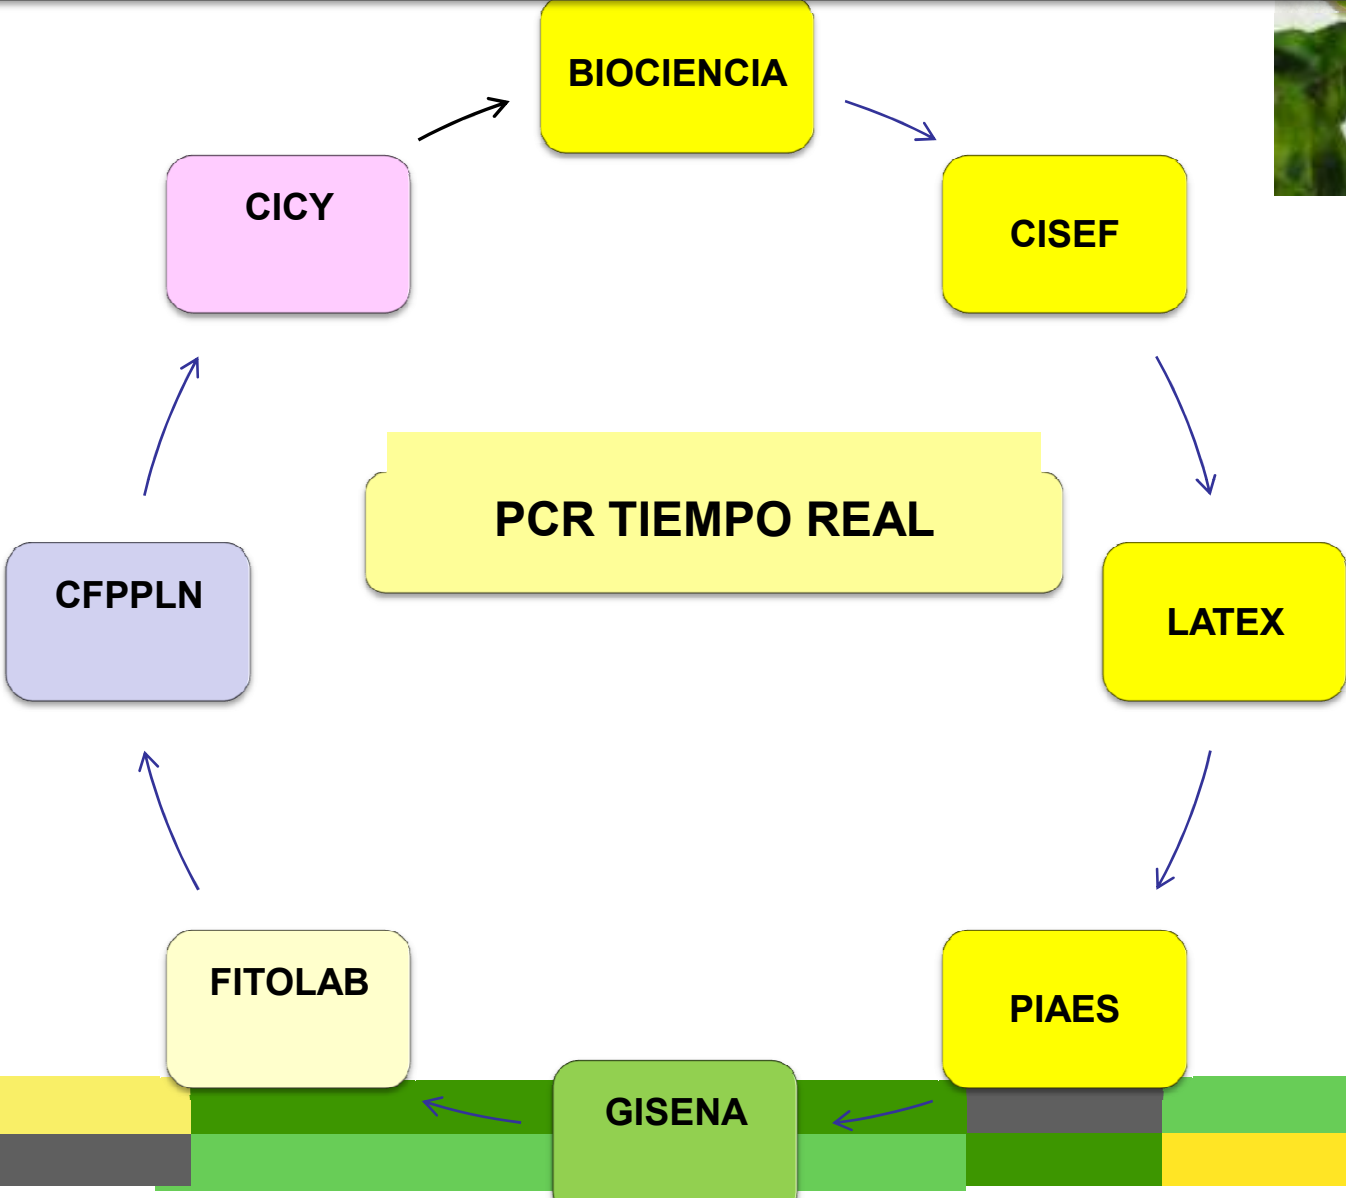 BIOCIENCIA
CICY
CISEF
PCR TIEMPO REAL
CFPPLN
LATEX
FITOLAB
PIAES
GISENA